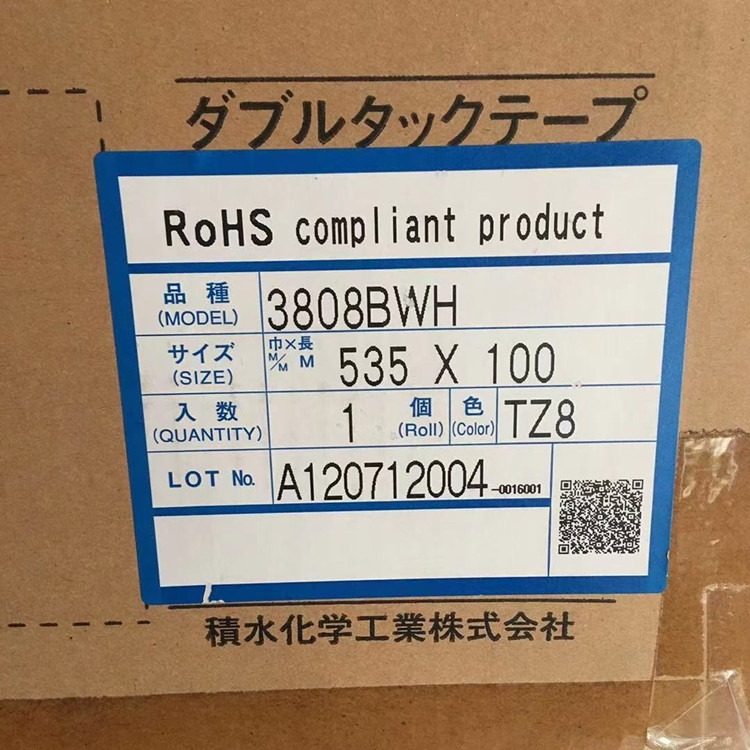 ダブルタックテープ
RoHS compliant product
品種 (MODEL) 3808BWH
サイズ (SIZE) 巾×長 M/M M 535 X 100
入数 (QUANTITY) 1 個 (Roll) 色 (Color) TZ8
LOT No. A120712004-0016001
積水化学工業株式会社